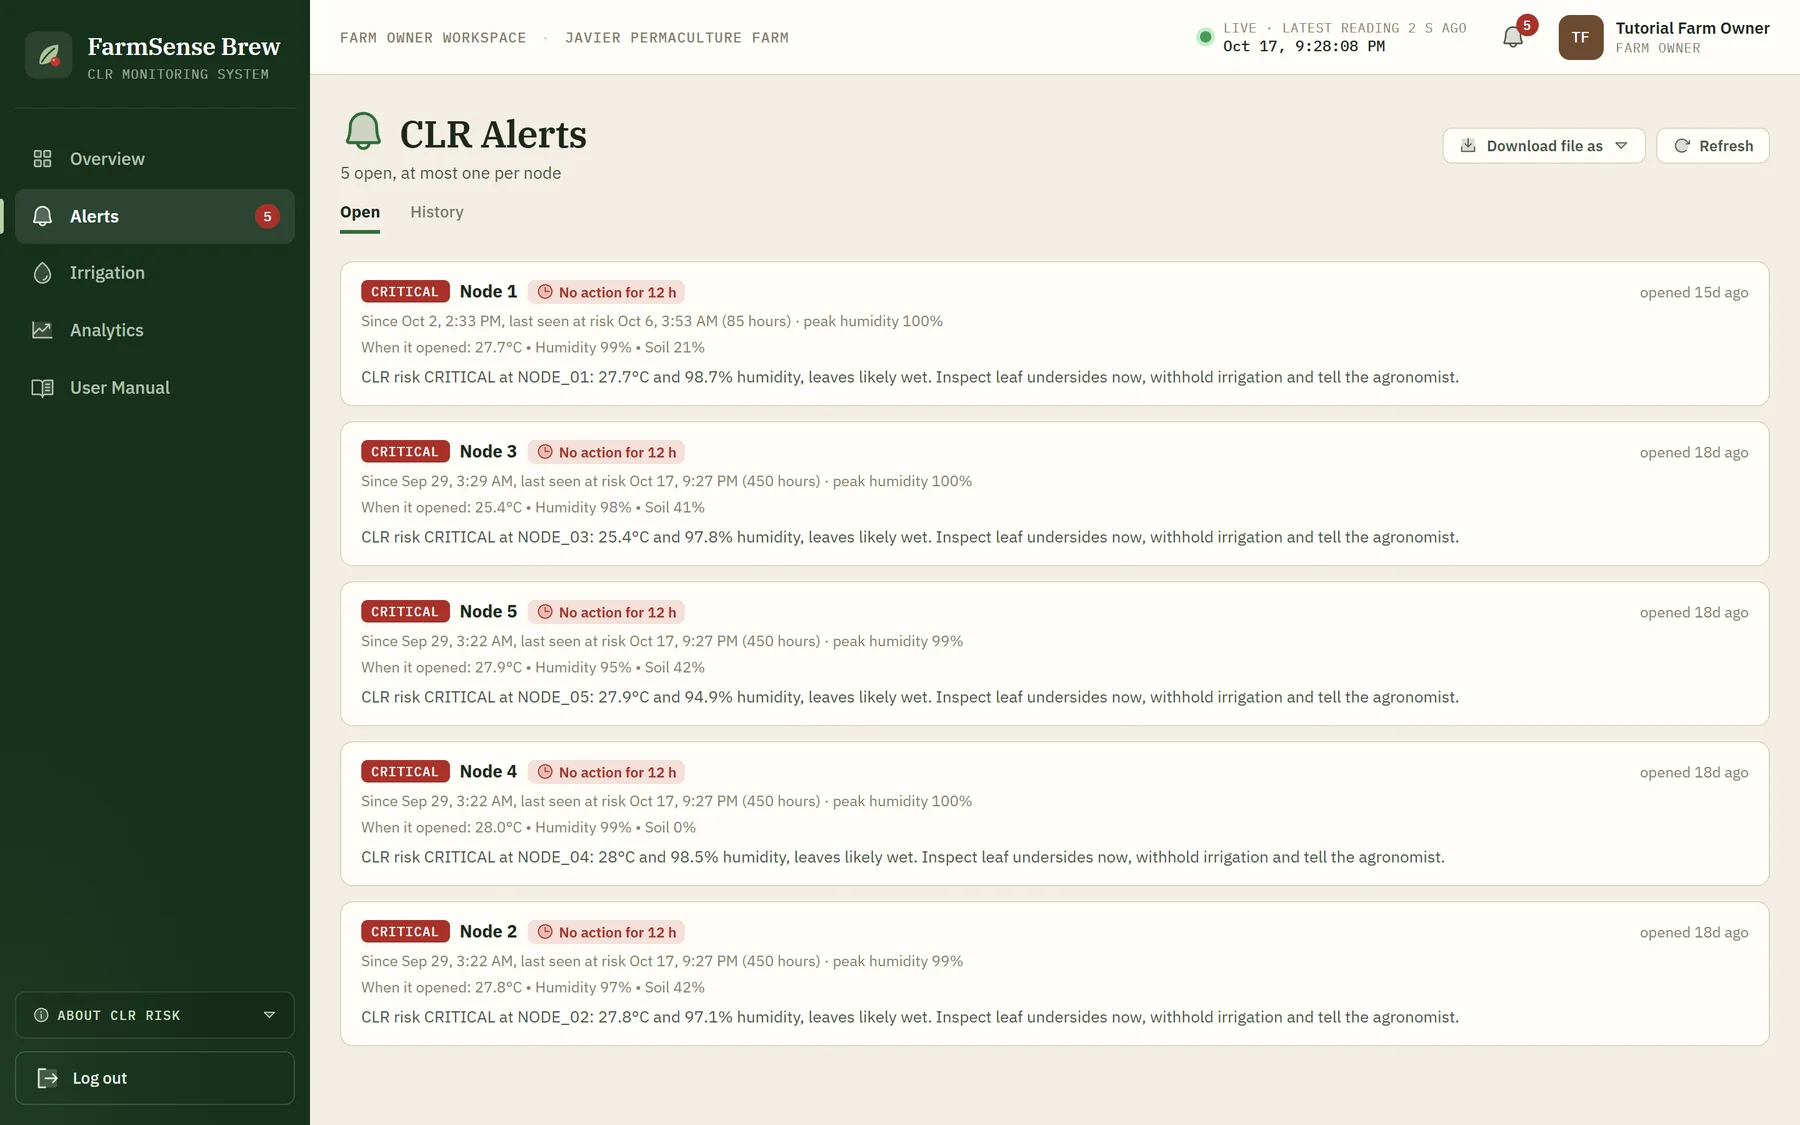 FarmSense Brew
CLR MONITORING SYSTEM
Overview
Alerts 5
Irrigation
Analytics
User Manual
ABOUT CLR RISK
Log out
FARM OWNER WORKSPACE · JAVIER PERMACULTURE FARM
LIVE · LATEST READING 2 S AGO
Oct 17, 9:28:08 PM
5
TF
Tutorial Farm Owner
FARM OWNER
CLR Alerts
5 open, at most one per node
Download file as
Refresh
Open History
CRITICAL Node 1 No action for 12 h opened 15d ago
Since Oct 2, 2:33 PM, last seen at risk Oct 6, 3:53 AM (85 hours) · peak humidity 100%
When it opened: 27.7°C • Humidity 99% • Soil 21%
CLR risk CRITICAL at NODE_01: 27.7°C and 98.7% humidity, leaves likely wet. Inspect leaf undersides now, withhold irrigation and tell the agronomist.
CRITICAL Node 3 No action for 12 h opened 18d ago
Since Sep 29, 3:29 AM, last seen at risk Oct 17, 9:27 PM (450 hours) · peak humidity 100%
When it opened: 25.4°C • Humidity 98% • Soil 41%
CLR risk CRITICAL at NODE_03: 25.4°C and 97.8% humidity, leaves likely wet. Inspect leaf undersides now, withhold irrigation and tell the agronomist.
CRITICAL Node 5 No action for 12 h opened 18d ago
Since Sep 29, 3:22 AM, last seen at risk Oct 17, 9:27 PM (450 hours) · peak humidity 99%
When it opened: 27.9°C • Humidity 95% • Soil 42%
CLR risk CRITICAL at NODE_05: 27.9°C and 94.9% humidity, leaves likely wet. Inspect leaf undersides now, withhold irrigation and tell the agronomist.
CRITICAL Node 4 No action for 12 h opened 18d ago
Since Sep 29, 3:22 AM, last seen at risk Oct 17, 9:27 PM (450 hours) · peak humidity 100%
When it opened: 28.0°C • Humidity 99% • Soil 0%
CLR risk CRITICAL at NODE_04: 28°C and 98.5% humidity, leaves likely wet. Inspect leaf undersides now, withhold irrigation and tell the agronomist.
CRITICAL Node 2 No action for 12 h opened 18d ago
Since Sep 29, 3:22 AM, last seen at risk Oct 17, 9:27 PM (450 hours) · peak humidity 99%
When it opened: 27.8°C • Humidity 97% • Soil 42%
CLR risk CRITICAL at NODE_02: 27.8°C and 97.1% humidity, leaves likely wet. Inspect leaf undersides now, withhold irrigation and tell the agronomist.